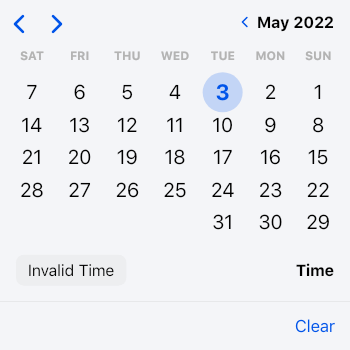 May 2022
SAT FRI THU WED TUE MON SUN
7 6 5 4 3 2 1
14 13 12 11 10 9 8
21 20 19 18 17 16 15
28 27 26 25 24 23 22
31 30 29
Invalid Time Time
Clear